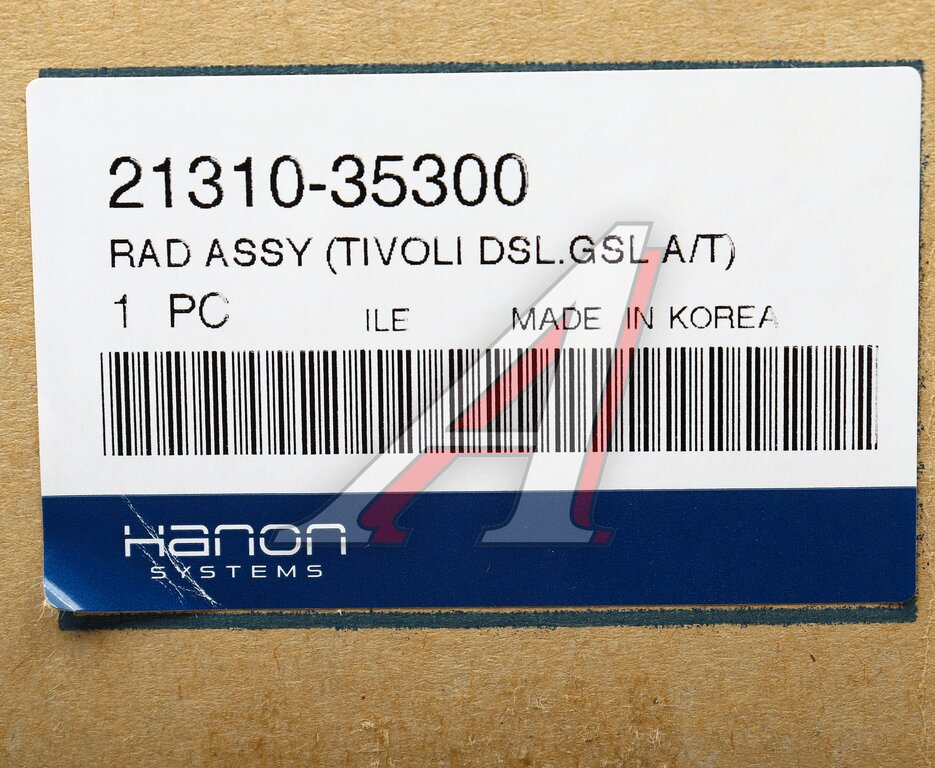 21310-35300
RAD ASSY (TIVOLI DSL.GSL A/T)
1 PC ILE MADE IN KOREA
Hanon
SYSTEMS
A